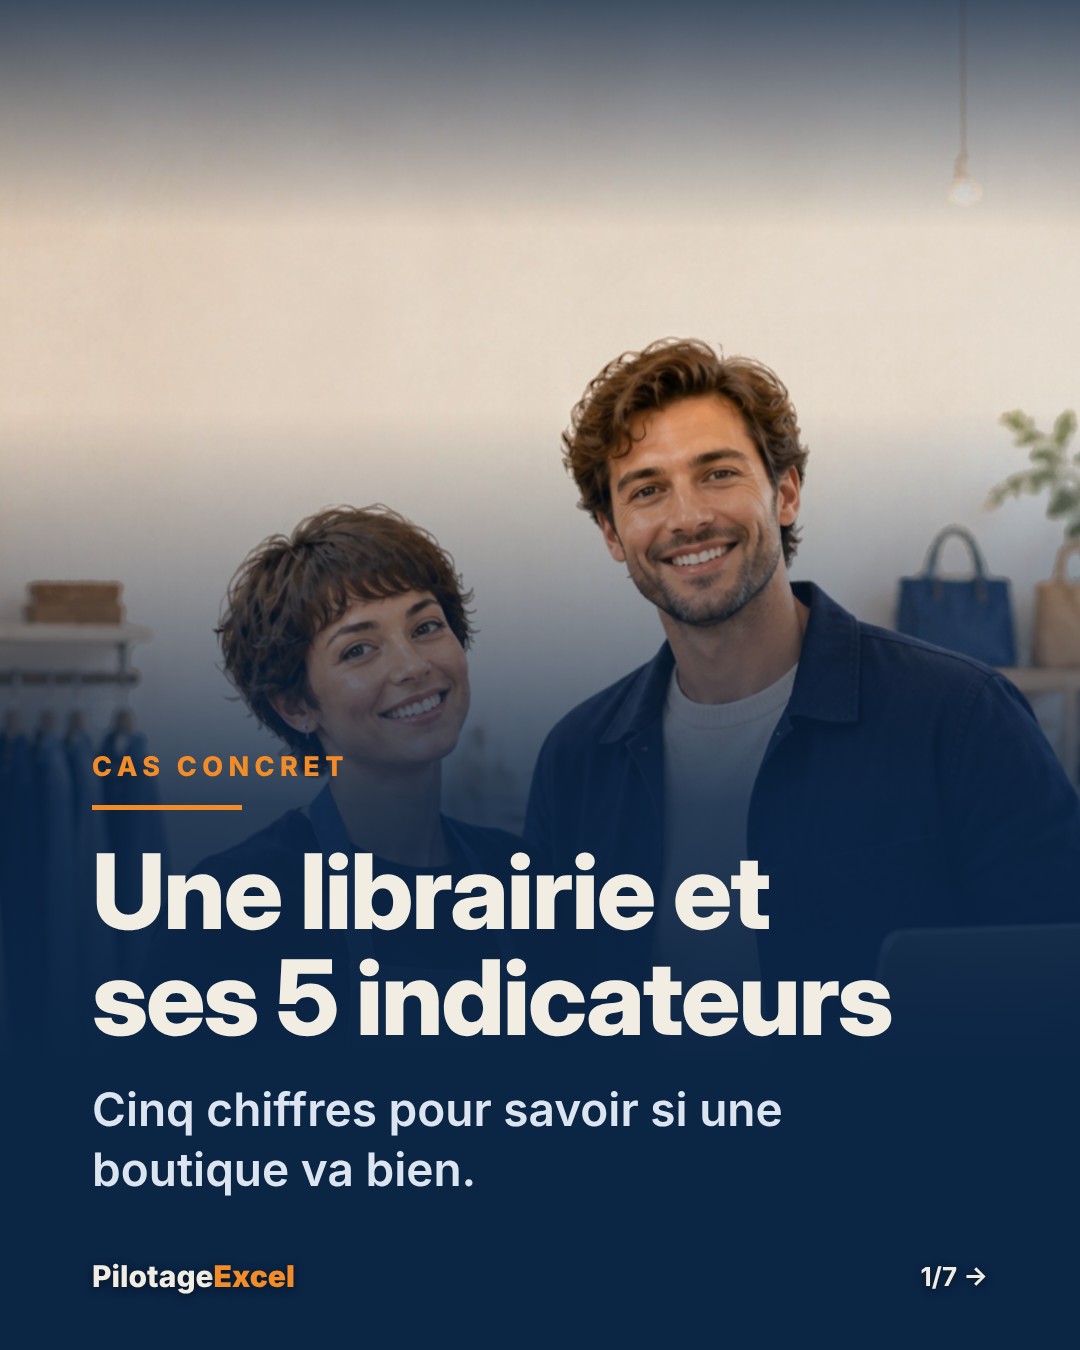 CAS CONCRET
Une librairie et
ses 5 indicateurs
Cinq chiffres pour savoir si une
boutique va bien.
PilotageExcel
1/7 →